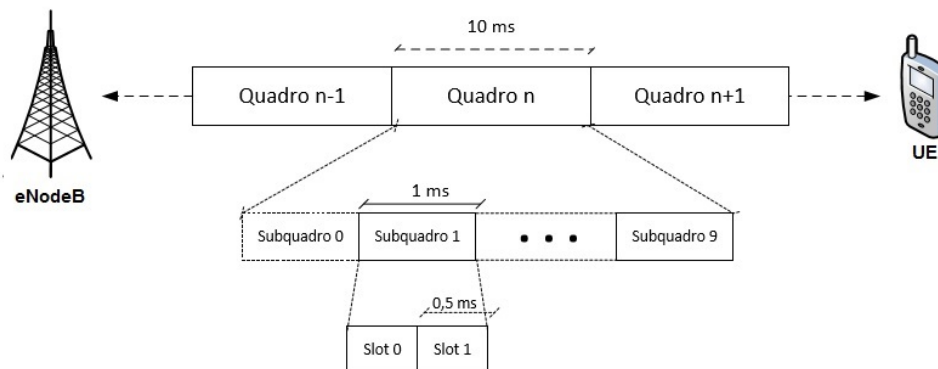 10 ms
Quadro n-1 Quadro n Quadro n+1
eNodeB
UE
1 ms
Subquadro 0 Subquadro 1 Subquadro 9
0,5 ms
Slot 0 Slot 1